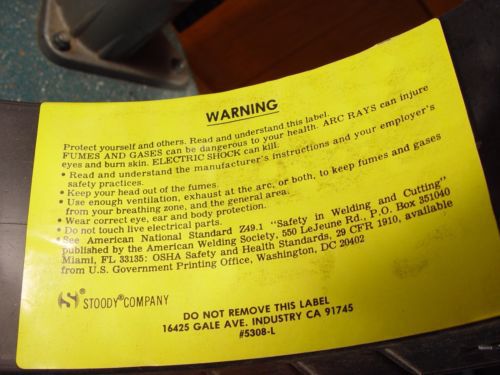 WARNING
Protect yourself and others. Read and understand this label.
FUMES AND GASES can be dangerous to your health. ARC RAYS can injure
eyes and burn skin. ELECTRIC SHOCK can kill.
• Read and understand the manufacturer's instructions and your employer's
safety practices.
• Keep your head out of the fumes.
• Use enough ventilation, exhaust at the arc, or both, to keep fumes and gases
from your breathing zone, and the general area.
• Wear correct eye, ear and body protection.
• Do not touch live electrical parts.
• See American National Standard Z49.1 "Safety in Welding and Cutting"
published by the American Welding Society, 550 LeJeune Rd., P.O. Box 351040
Miami, FL 33135: OSHA Safety and Health Standards, 29 CFR 1910, available
from U.S. Government Printing Office, Washington, DC 20402
S® STOODY® COMPANY
DO NOT REMOVE THIS LABEL
16425 GALE AVE. INDUSTRY CA 91745
#5308-L